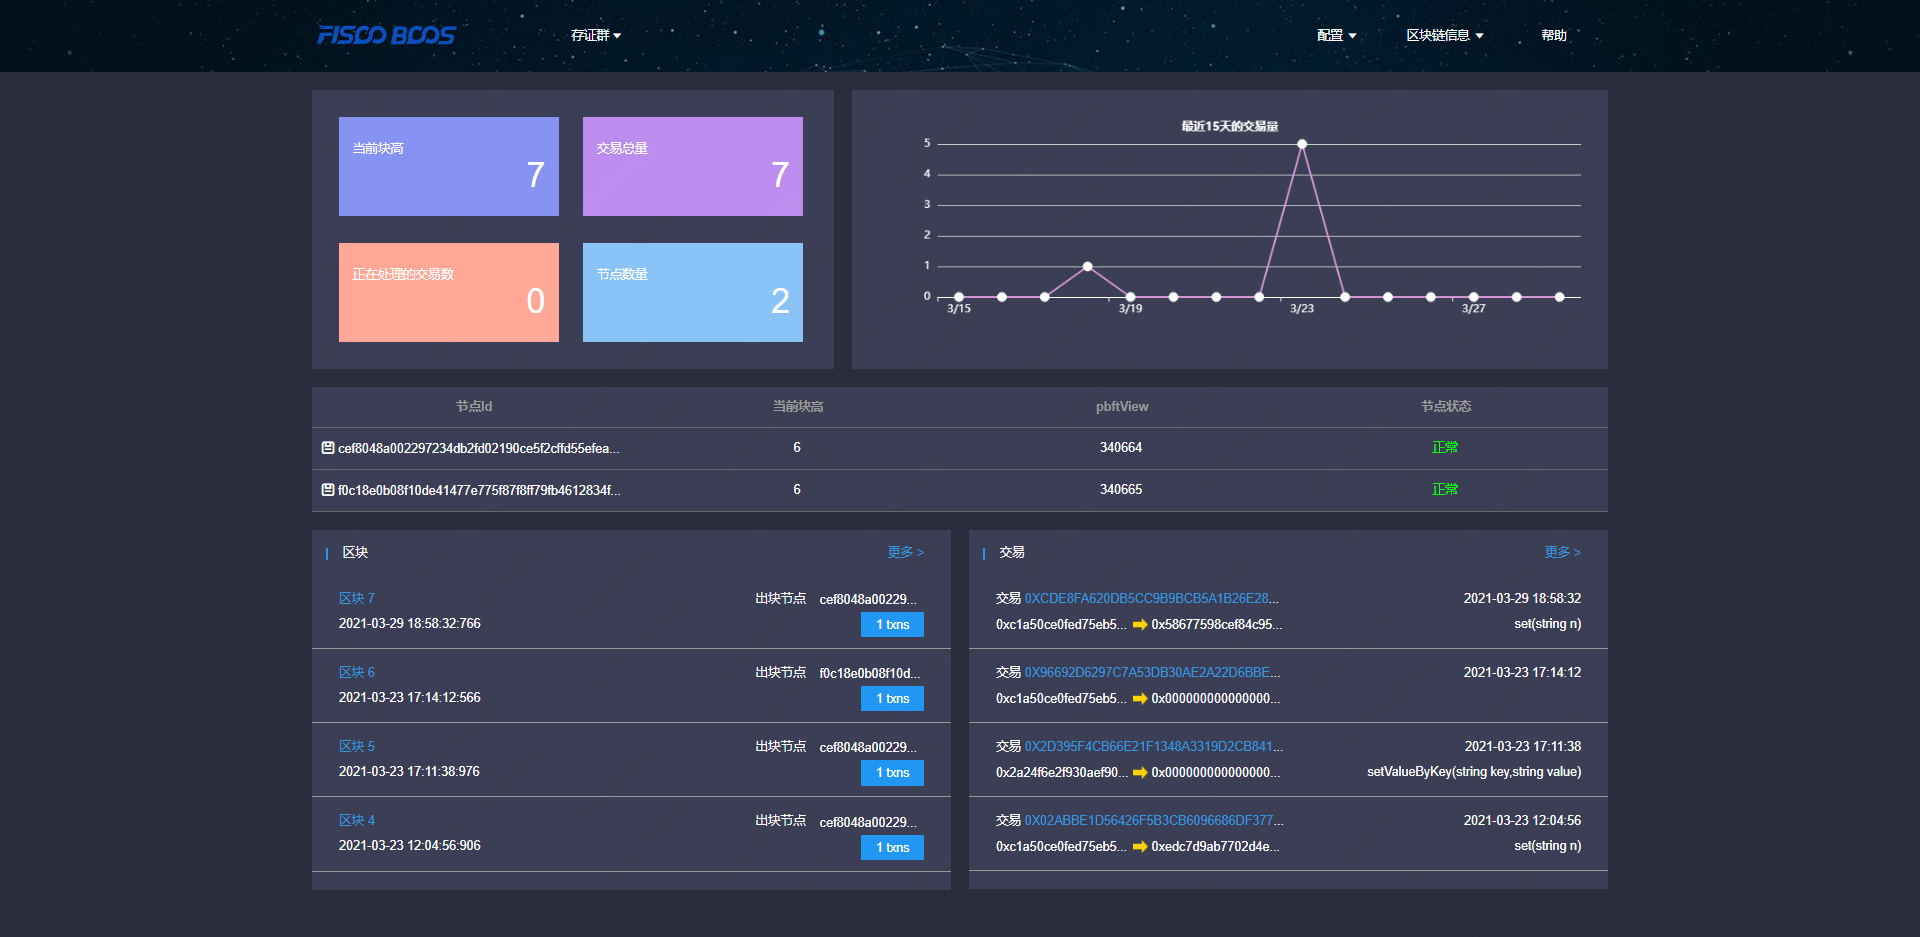 FISCO BCOS
存证群
配置
区块链信息
帮助
当前块高
7
交易总量
7
正在处理的交易数
0
节点数量
2
最近15天的交易量
5
4
3
2
1
0
3/15 3/19 3/23 3/27
节点Id 当前块高 pbftView 节点状态
cef8048a002297234db2fd02190ce5f2cffd55efea... 6 340664 正常
f0c18e0b08f10de41477e775f87f8ff79fb4612834f... 6 340665 正常
区块 更多 >
区块 7 出块节点 cef8048a00229...
2021-03-29 18:58:32:766 1 txns
区块 6 出块节点 f0c18e0b08f10d...
2021-03-23 17:14:12:566 1 txns
区块 5 出块节点 cef8048a00229...
2021-03-23 17:11:38:976 1 txns
区块 4 出块节点 cef8048a00229...
2021-03-23 12:04:56:906 1 txns
交易 更多 >
交易 0XCDE8FA620DB5CC9B9BCB5A1B26E28... 2021-03-29 18:58:32
0xc1a50ce0fed75eb5... 0x58677598cef84c95... set(string n)
交易 0X96692D6297C7A53DB30AE2A22D6BBE... 2021-03-23 17:14:12
0xc1a50ce0fed75eb5... 0x000000000000000...
交易 0X2D395F4CB66E21F1348A3319D2CB841... 2021-03-23 17:11:38
0x2a24f6e2f930aef90... 0x000000000000000... setValueByKey(string key,string value)
交易 0X02ABBE1D56426F5B3CB6096686DF377... 2021-03-23 12:04:56
0xc1a50ce0fed75eb5... 0xedc7d9ab7702d4e... set(string n)